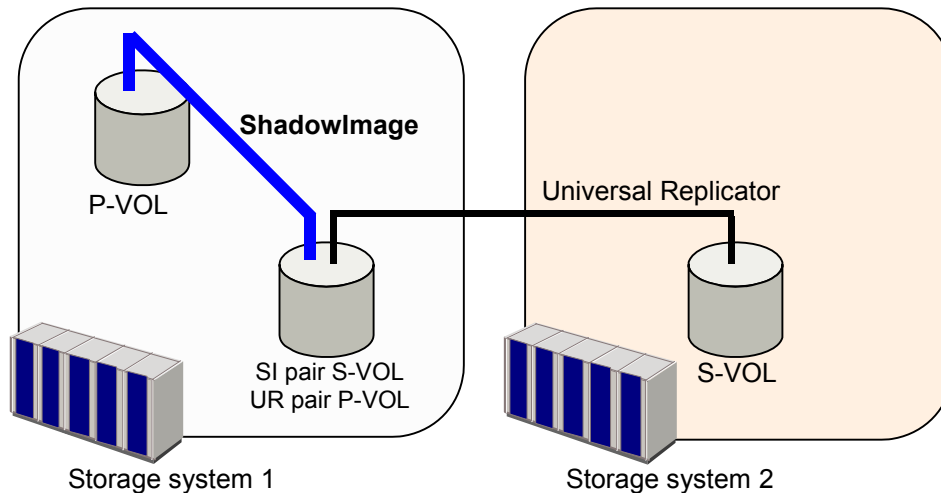 ShadowImage
P-VOL
Universal Replicator
SI pair S-VOL
UR pair P-VOL
S-VOL
Storage system 1
Storage system 2